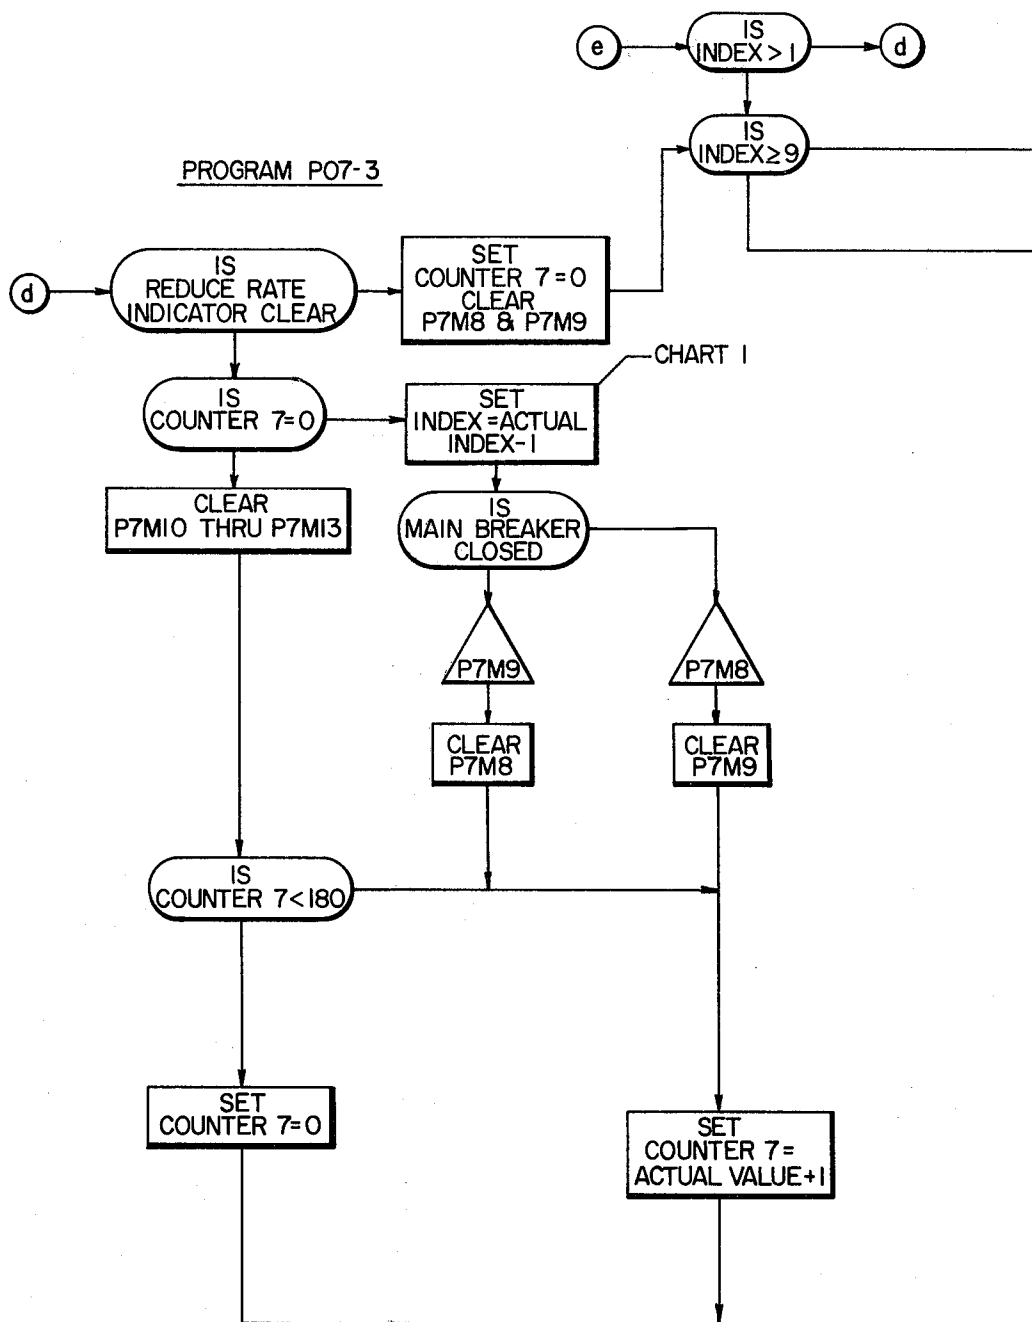 IS
INDEX > 1
e
d
IS
INDEX ≥ 9
PROGRAM P07-3
d
IS
REDUCE RATE
INDICATOR CLEAR
SET
COUNTER 7=0
CLEAR
P7M8 & P7M9
CHART 1
IS
COUNTER 7=0
SET
INDEX=ACTUAL
INDEX-1
CLEAR
P7M10 THRU P7M13
IS
MAIN BREAKER
CLOSED
P7M9
P7M8
CLEAR
P7M8
CLEAR
P7M9
IS
COUNTER 7<180
SET
COUNTER 7=0
SET
COUNTER 7=
ACTUAL VALUE+1